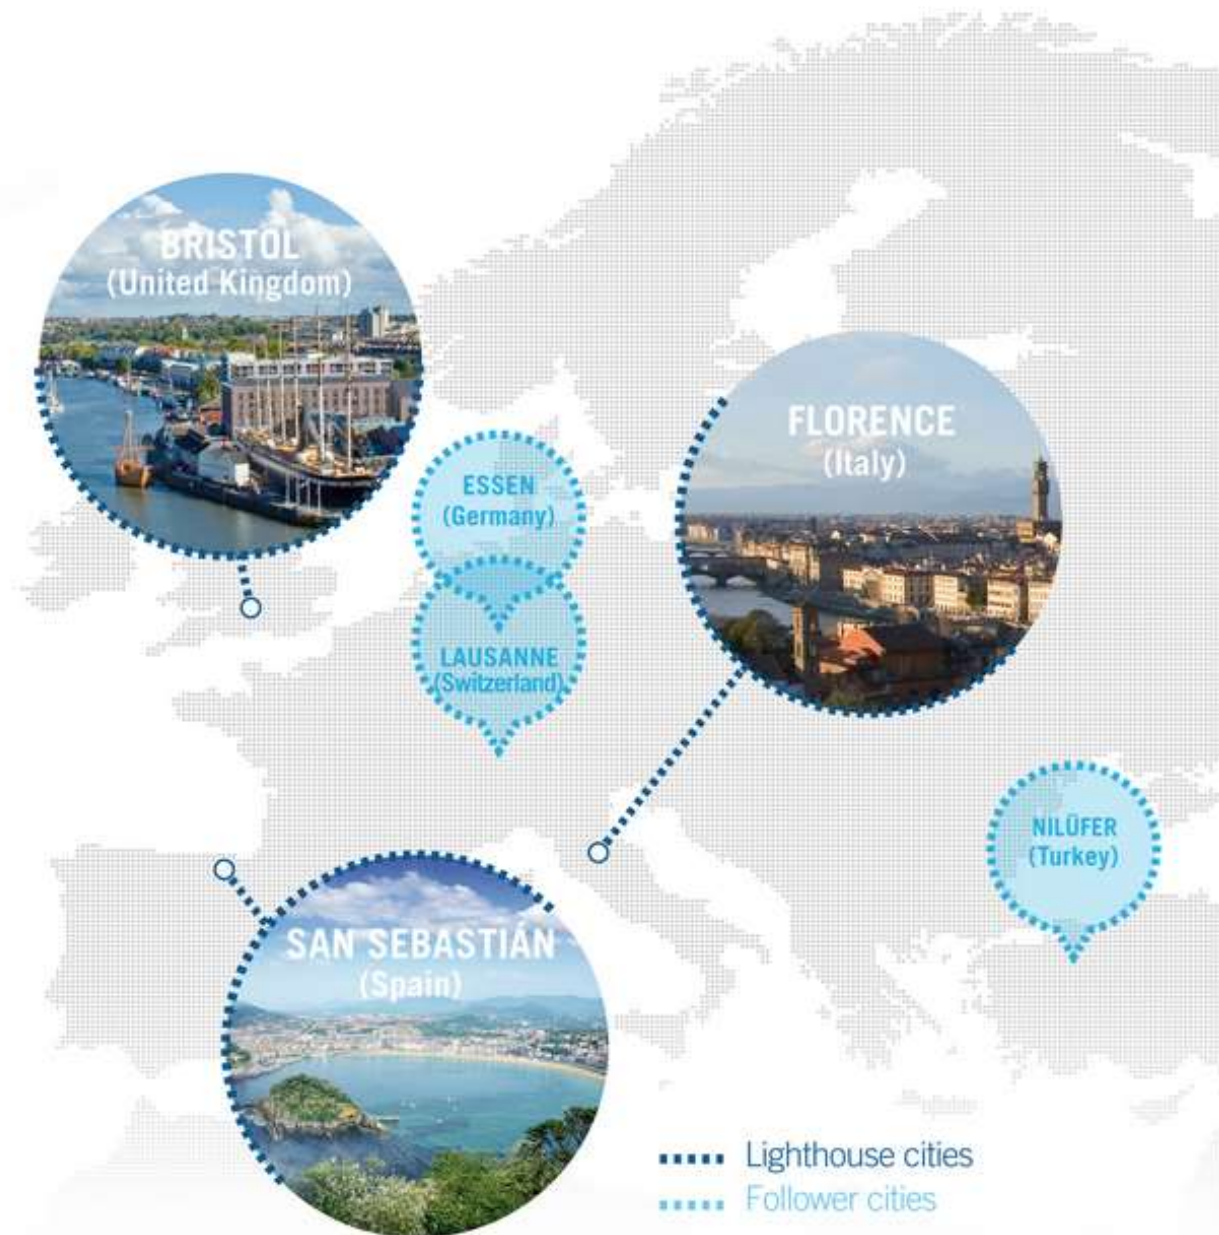 BRISTOL
(United Kingdom)
FLORENCE
(Italy)
ESSEN
(Germany)
LAUSANNE
(Switzerland)
NILÜFER
(Turkey)
SAN SEBASTIÁN
(Spain)
Lighthouse cities
Follower cities